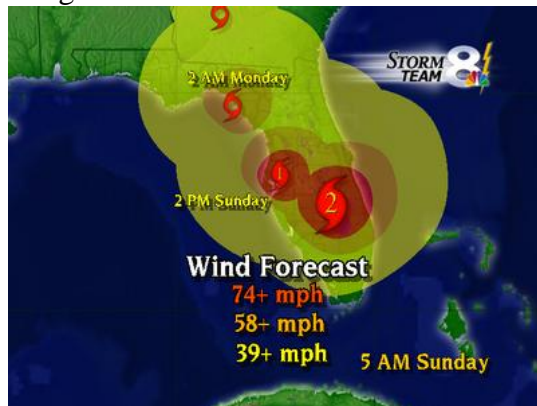 STORM
TEAM 8
2 AM Monday
1
2
2 PM Sunday
Wind Forecast
74+ mph
58+ mph
39+ mph
5 AM Sunday